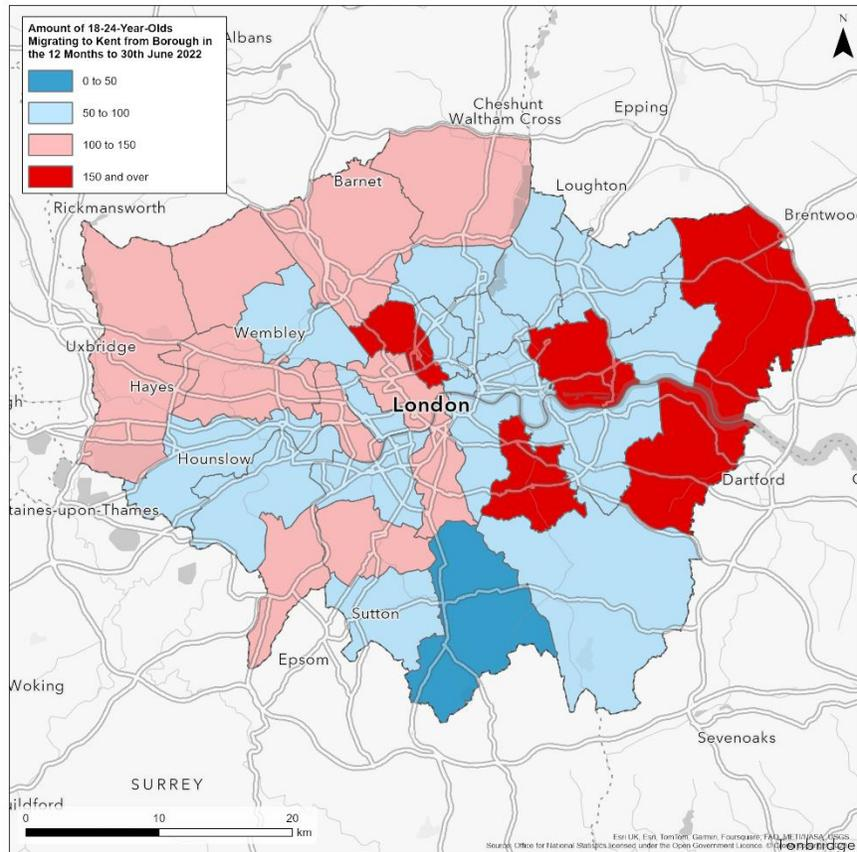 Amount of 18-24-Year-Olds
Migrating to Kent from Borough in
the 12 Months to 30th June 2022
0 to 50
50 to 100
100 to 150
150 and over
N
Albans
Cheshunt
Waltham Cross
Epping
Barnet
Loughton
Rickmansworth
Brentwoo
Wembley
Uxbridge
Hayes
gh
London
Hounslow
Dartford
taines-upon-Thames
Sutton
Epsom
Woking
Sevenoaks
SURREY
uildford
0 10 20
km
Esri UK, Esri, TomTom, Garmin, Foursquare, FAO, METI/NASA, USGS
Source: Office for National Statistics licensed under the Open Government Licence. ©
Tonbridge